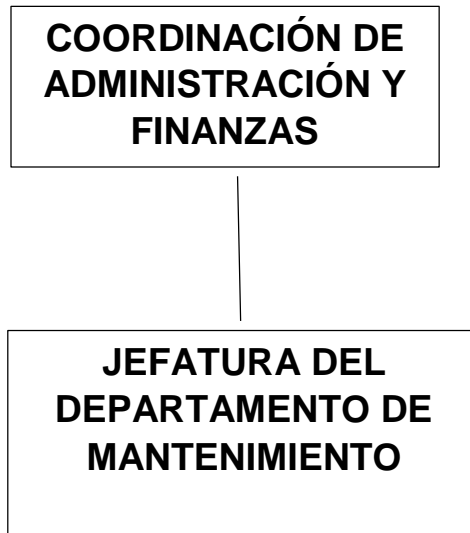 COORDINACIÓN DE
ADMINISTRACIÓN Y
FINANZAS
JEFATURA DEL
DEPARTAMENTO DE
MANTENIMIENTO